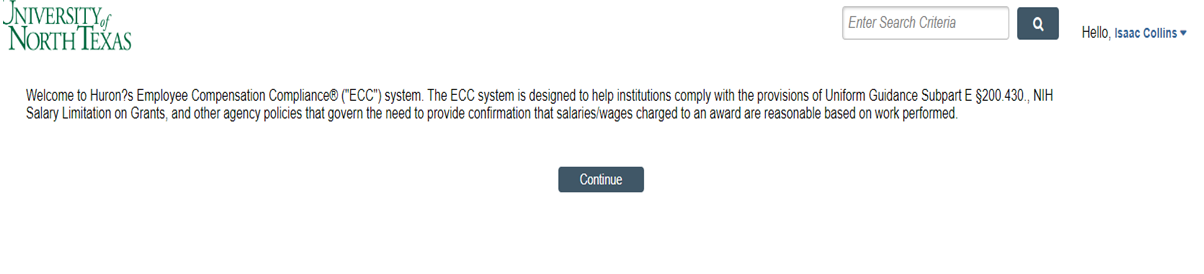 UNIVERSITY of
NORTH TEXAS
Enter Search Criteria
Hello, Isaac Collins
Welcome to Huron?s Employee Compensation Compliance® ("ECC") system. The ECC system is designed to help institutions comply with the provisions of Uniform Guidance Subpart E §200.430., NIH
Salary Limitation on Grants, and other agency policies that govern the need to provide confirmation that salaries/wages charged to an award are reasonable based on work performed.
Continue